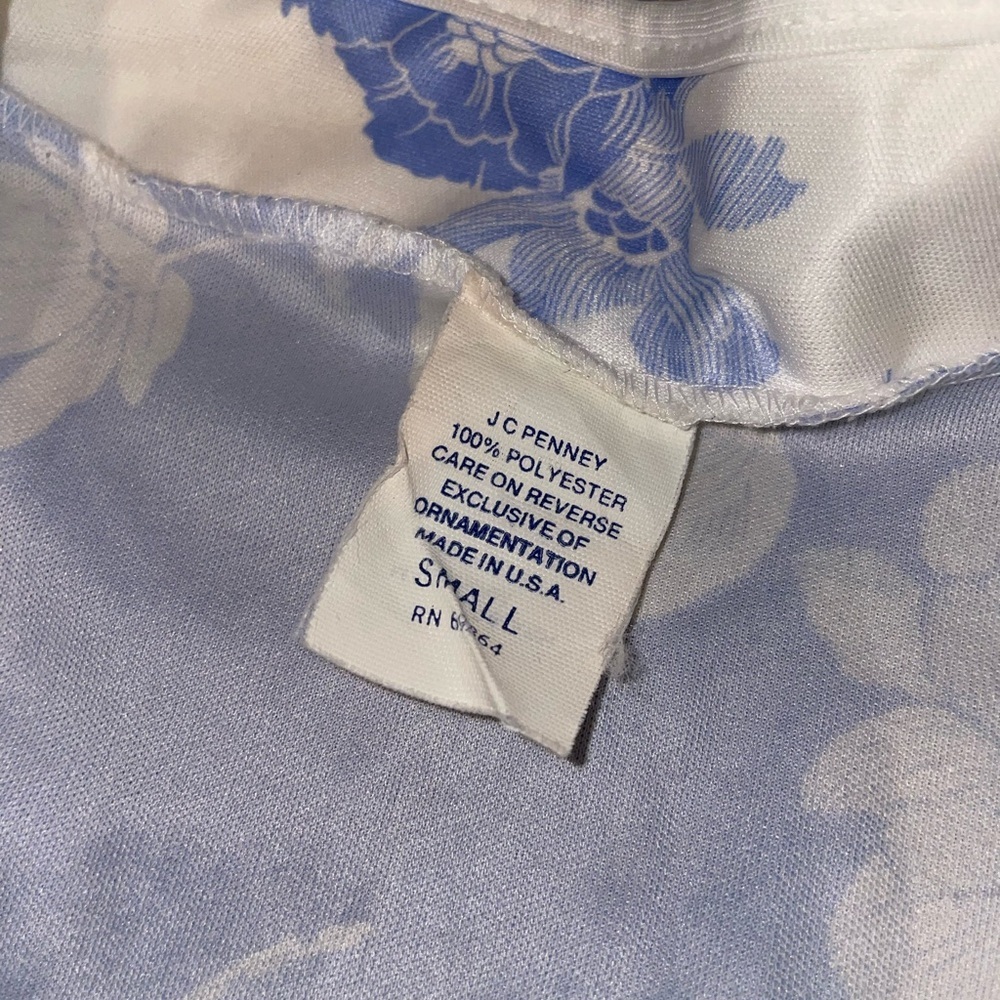 J C PENNEY
100% POLYESTER
CARE ON REVERSE
EXCLUSIVE OF
ORNAMENTATION
MADE IN U.S.A.
SMALL
RN